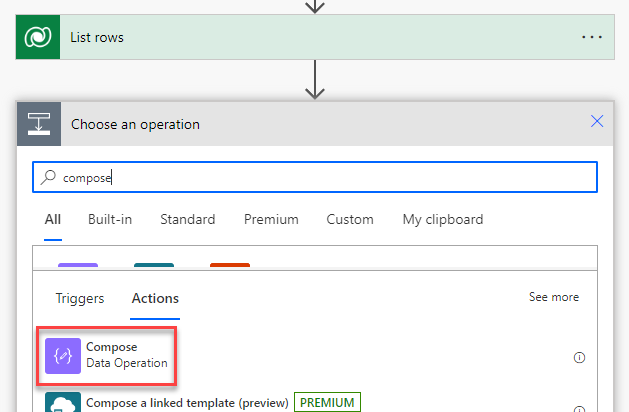 List rows
Choose an operation
compose
All Built-in Standard Premium Custom My clipboard
Triggers Actions See more
Compose
Data Operation
Compose a linked template (preview) PREMIUM